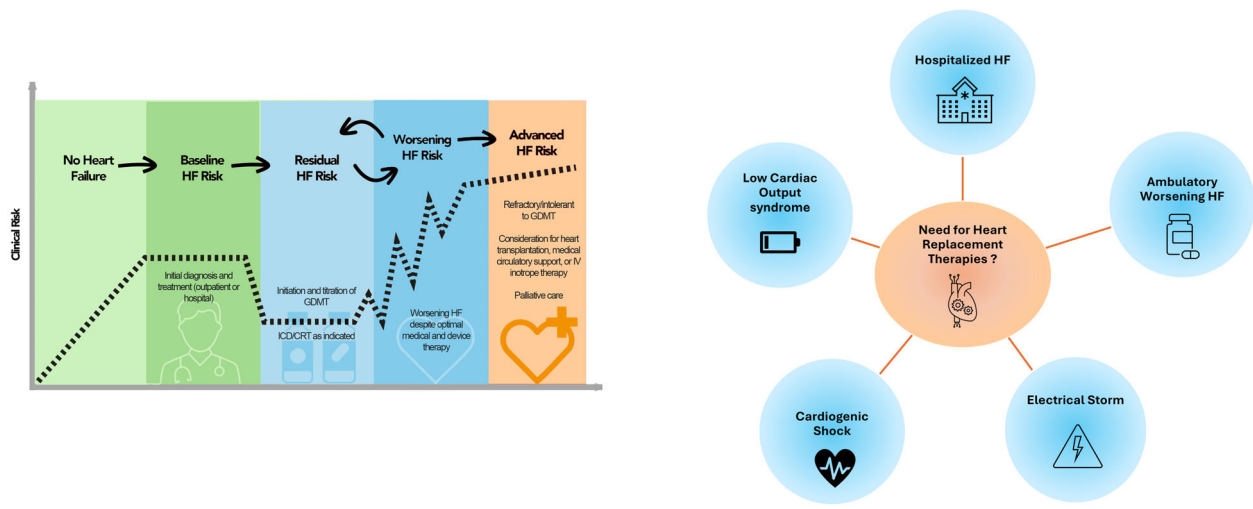 Clinical Risk
No Heart
Failure
Baseline
HF Risk
Residual
HF Risk
Worsening
HF Risk
Advanced
HF Risk
Initial diagnosis and
treatment (outpatient or
hospital)
Initiation and titration of
GDMT
ICD/CRT as indicated
Worsening HF
despite optimal
medical and device
therapy
Refractory/intolerant
to GDMT
Consideration for heart
transplantation, medical
circulatory support, or IV
inotrope therapy
Palliative care
Hospitalized HF
Low Cardiac
Output
syndrome
Ambulatory
Worsening HF
Need for Heart
Replacement
Therapies ?
Cardiogenic
Shock
Electrical Storm